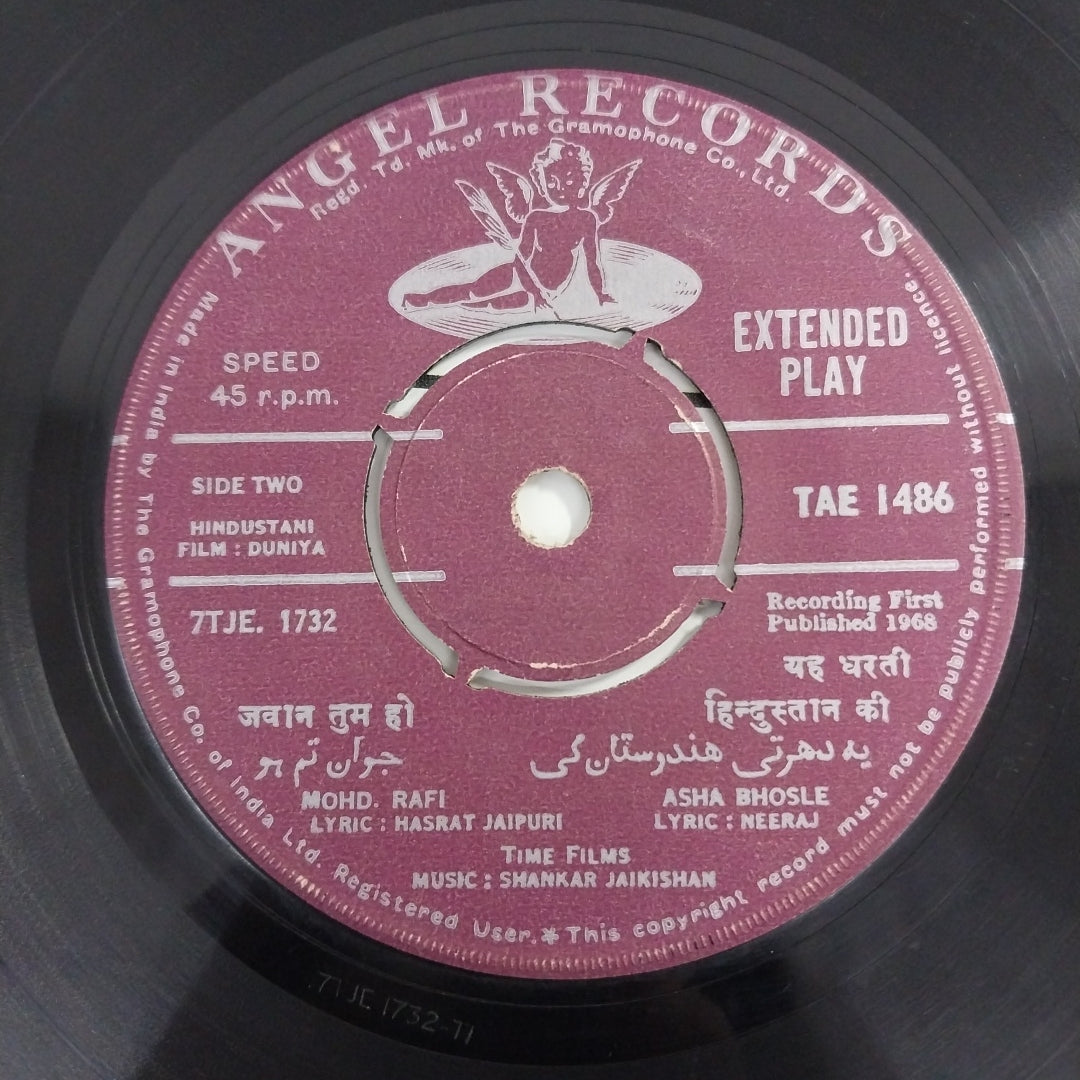 ANGEL RECORDS
Regd. Td. Mk. of The Gramophone Co., Ltd.
SPEED
45 r.p.m.
EXTENDED
PLAY
SIDE TWO
HINDUSTANI
FILM : DUNIYA
TAE 1486
7TJE. 1732
Recording First
Published 1968
जवान तुम हो
جوان تم ہو
MOHD. RAFI
LYRIC : HASRAT JAIPURI
यह धरती
हिन्दुस्तान की
یہ دھرتی ھندوستان کی
ASHA BHOSLE
LYRIC : NEERAJ
TIME FILMS
MUSIC : SHANKAR JAIKISHAN
Made in India by The Gramophone Co: of India Ltd. Registered User.* This copyright record must not be publicly performed without licence.
7TJE 1732-T1